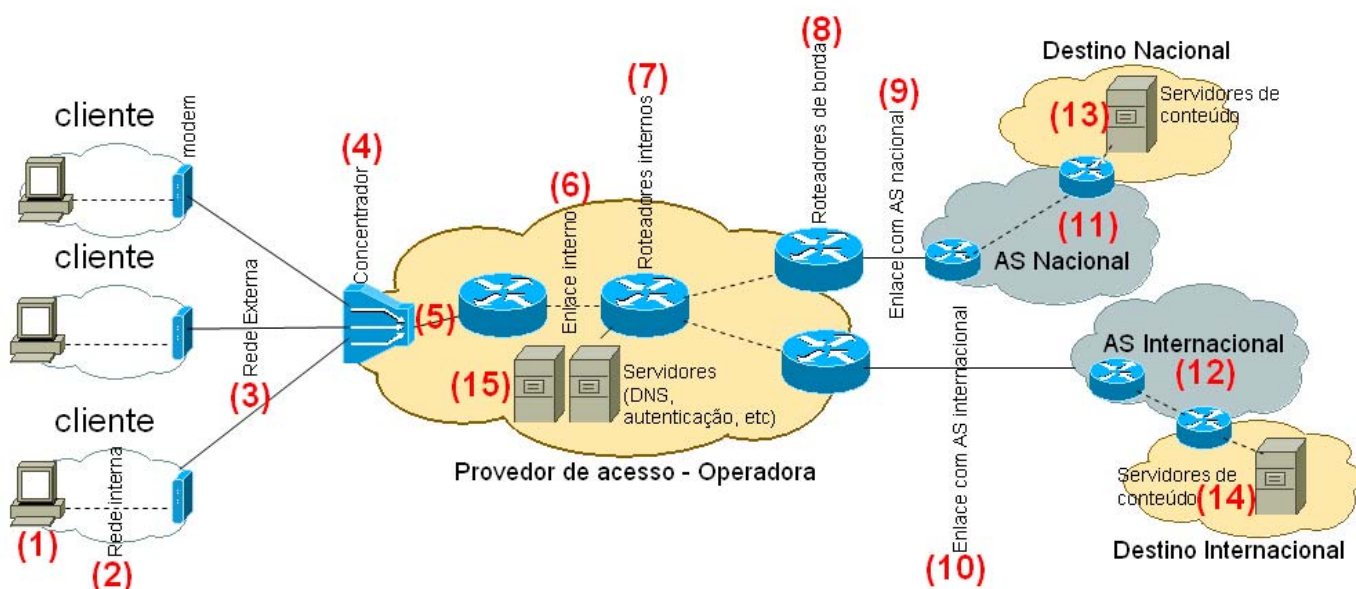 cliente
modem
cliente
cliente
(1)
Rede interna
(2)
Rede Externa
(3)
(4)
Concentrador
(5)
(6)
Enlace interno
(7)
Roteadores internos
(15)
Servidores
(DNS,
autenticação, etc)
Provedor de acesso - Operadora
(8)
Roteadores de borda
(9)
Enlace com AS nacional
Enlace com AS internacional
(10)
Destino Nacional
(13)
Servidores de
conteúdo
(11)
AS Nacional
AS Internacional
(12)
Servidores de
conteúdo
(14)
Destino Internacional